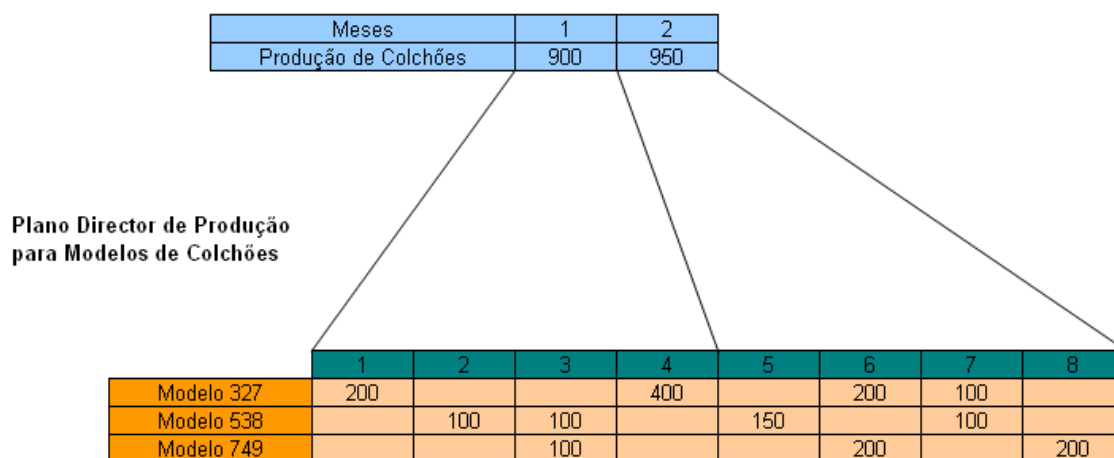 Meses 1 2
Produção de Colchões 900 950
Plano Director de Produção
para Modelos de Colchões
1 2 3 4 5 6 7 8
Modelo 327 200 400 200 100
Modelo 538 100 100 150 100
Modelo 749 100 200 200